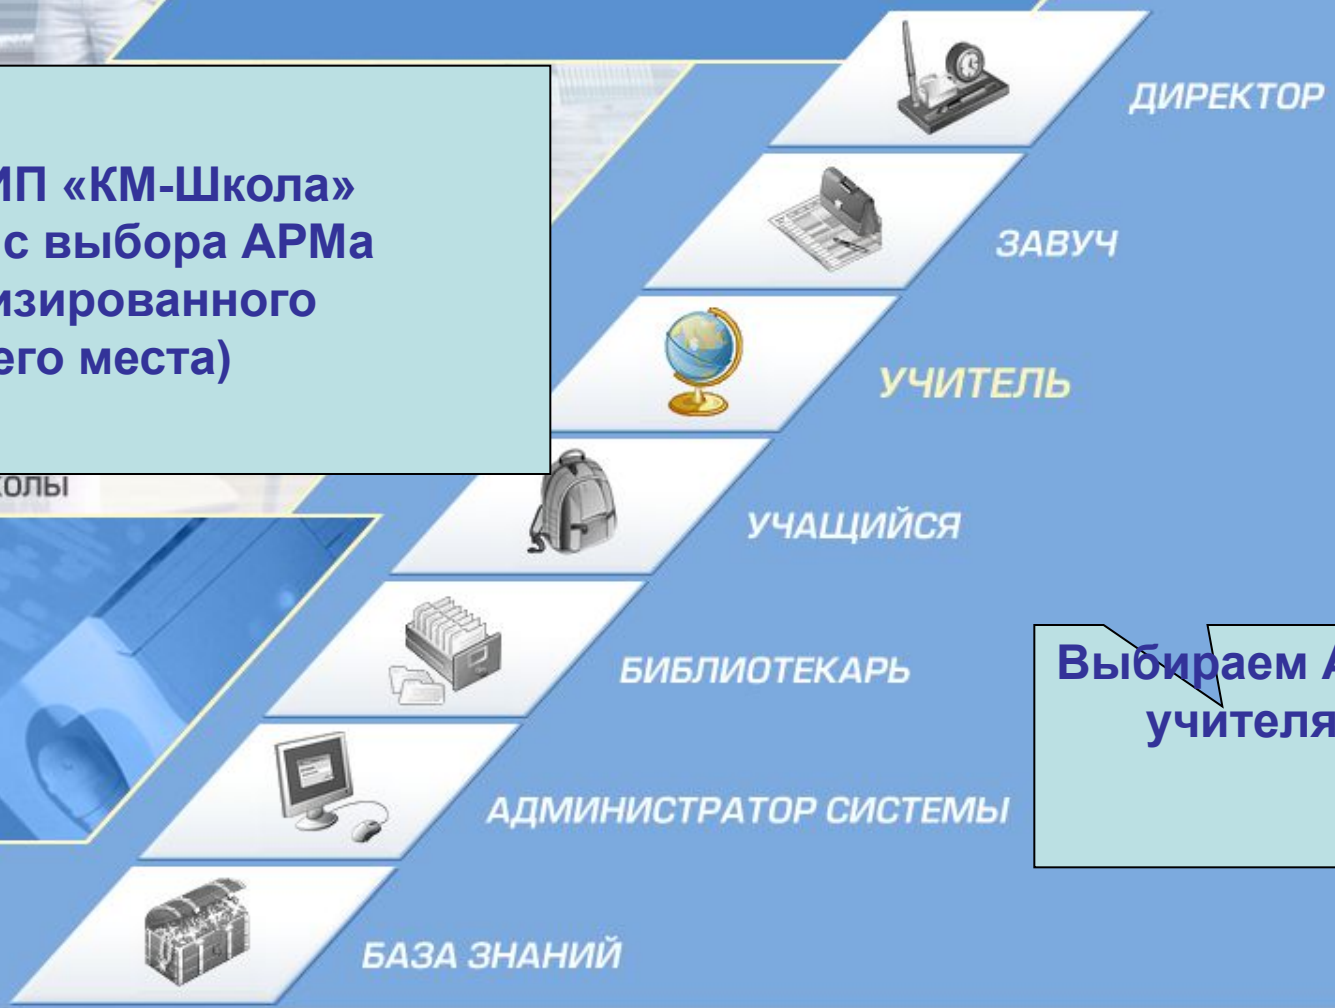 ИП «КМ-Школа»
с выбора АРМа
изированного
его места)
колы
ДИРЕКТОР
ЗАВУЧ
УЧИТЕЛЬ
УЧАЩИЙСЯ
БИБЛИОТЕКАРЬ
Выбираем А
учителя
АДМИНИСТРАТОР СИСТЕМЫ
БАЗА ЗНАНИЙ